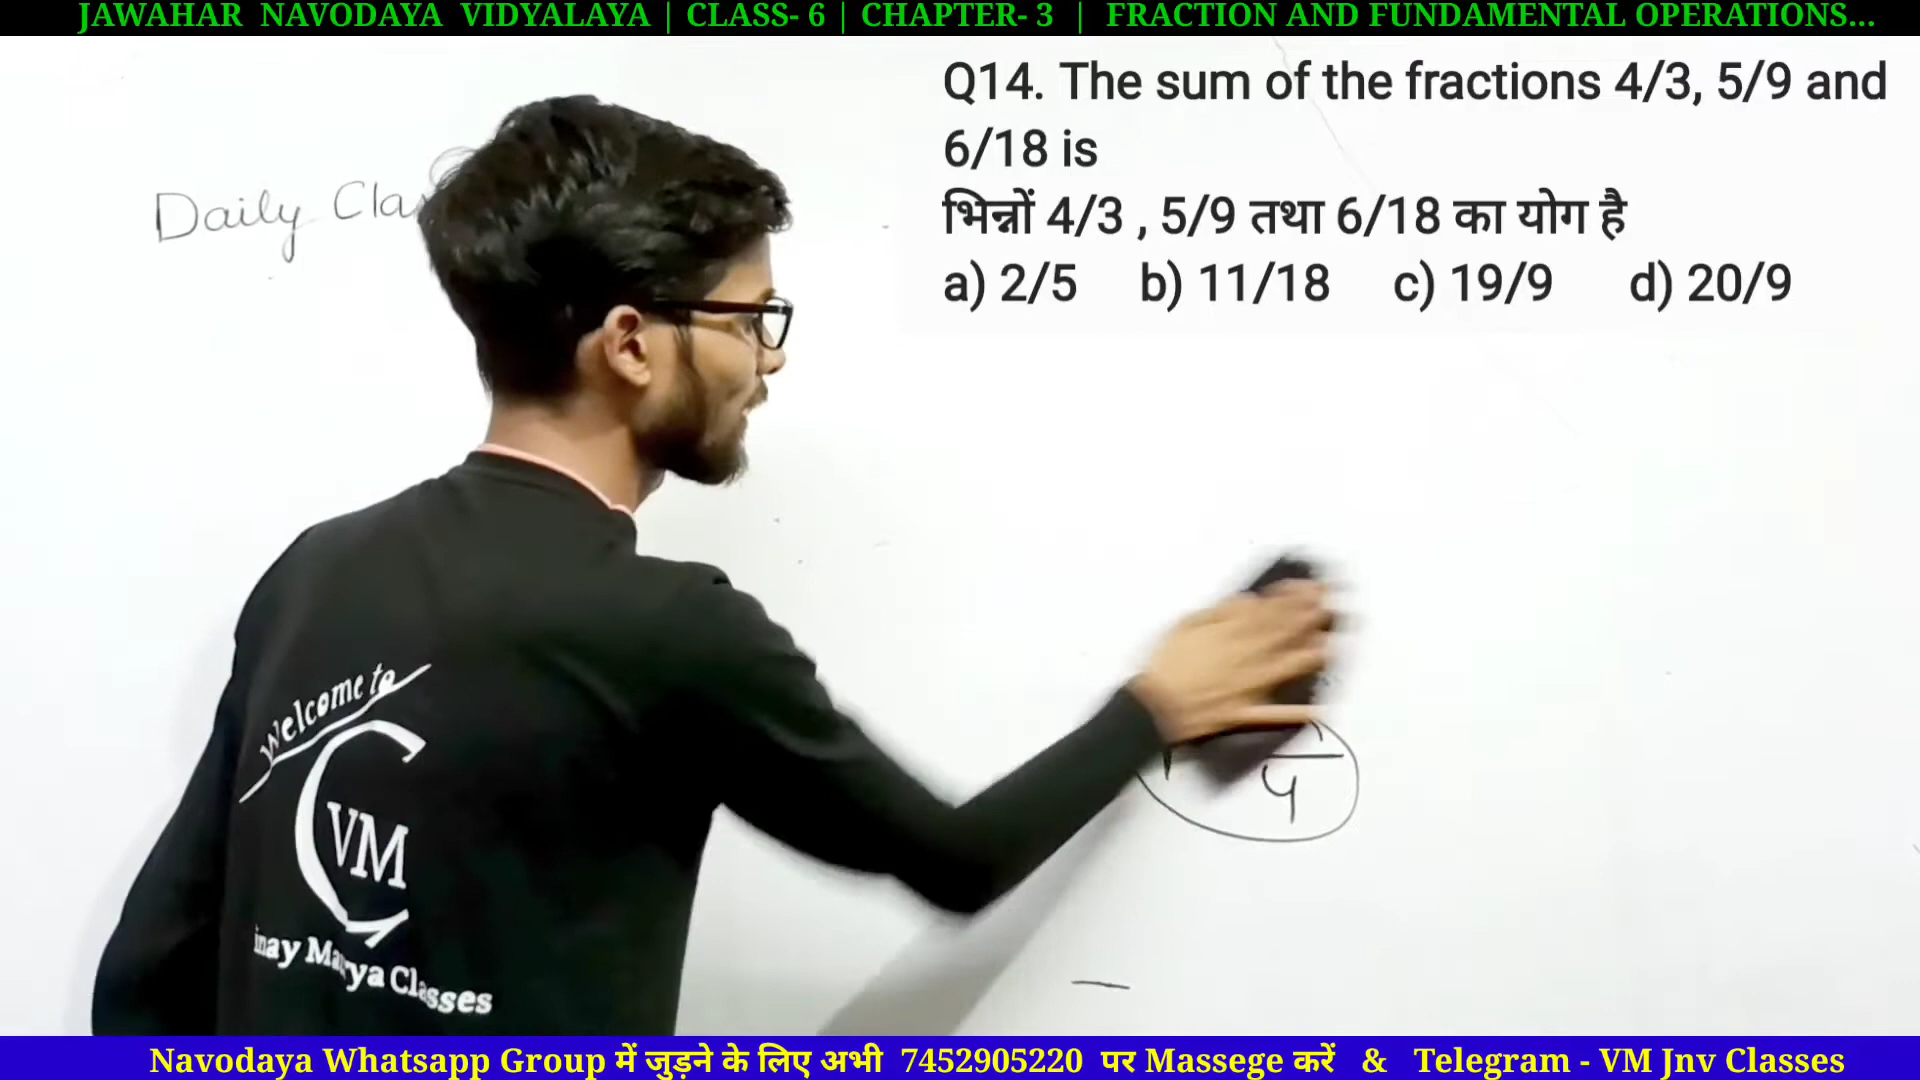 JAWAHAR NAVODAYA VIDYALAYA | CLASS- 6 | CHAPTER- 3 | FRACTION AND FUNDAMENTAL OPERATIONS...
Q14. The sum of the fractions 4/3, 5/9 and
6/18 is
भिन्नों 4/3 , 5/9 तथा 6/18 का योग है
a) 2/5 b) 11/18 c) 19/9 d) 20/9
Daily
Welcome to
C
VM
Classes
4
Navodaya Whatsapp Group में जुड़ने के लिए अभी 7452905220 पर Massege करें & Telegram - VM Jnv Classes